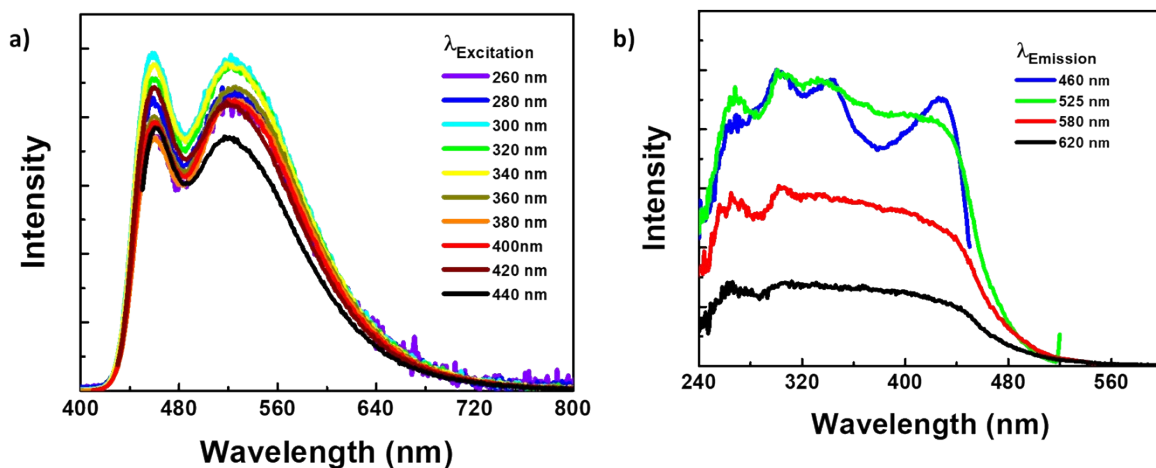 a)
λExcitation
260 nm
280 nm
300 nm
320 nm
340 nm
360 nm
380 nm
400nm
420 nm
440 nm
Intensity
400 480 560 640 720 800
Wavelength (nm)
b)
λEmission
460 nm
525 nm
580 nm
620 nm
Intensity
240 320 400 480 560
Wavelength (nm)